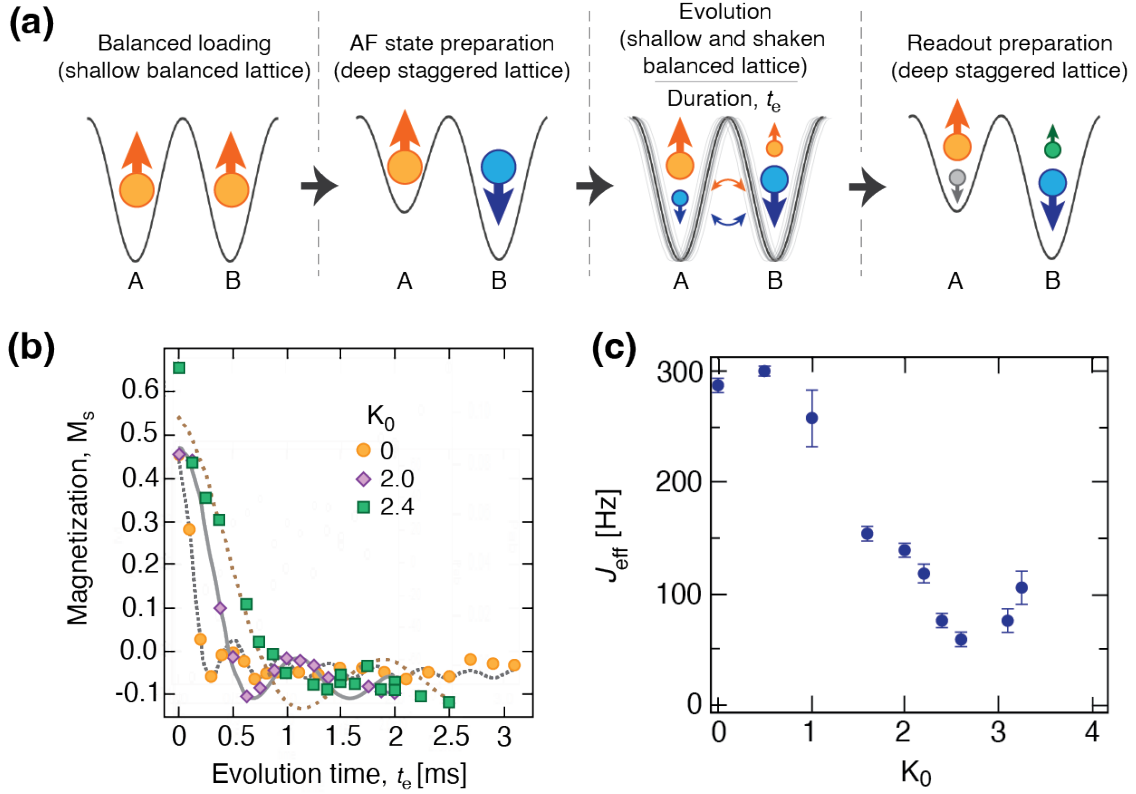 (a)
Balanced loading
(shallow balanced lattice)
A
B
AF state preparation
(deep staggered lattice)
A
B
Evolution
(shallow and shaken
balanced lattice)
Duration, te
A
B
Readout preparation
(deep staggered lattice)
A
B
(b)
Magnetization, Ms
0.6
0.5
0.4
0.3
0.2
0.1
0.0
-0.1
K0
0
2.0
2.4
0
0.5
1
1.5
2
2.5
3
Evolution time, te [ms]
(c)
Jeff [Hz]
300
200
100
0
0
1
2
3
4
K0